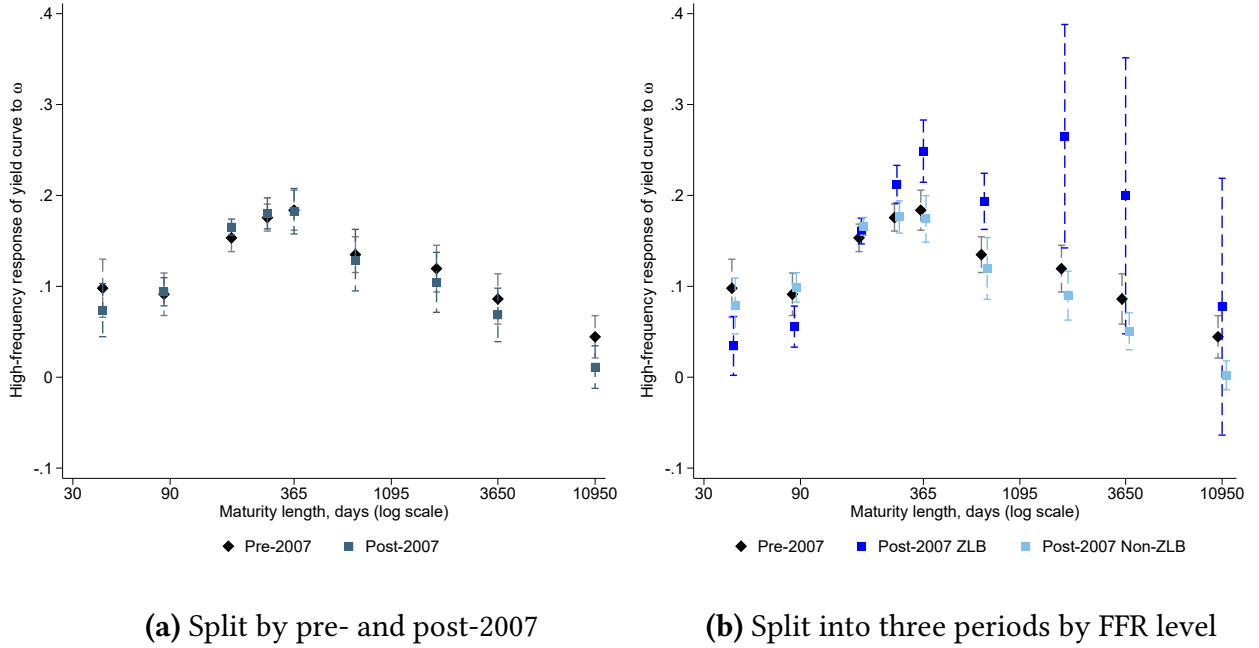 .4
.3
.2
.1
0
-.1
High-frequency response of yield curve to ω
30 90 365 1095 3650 10950
Maturity length, days (log scale)
Pre-2007 Post-2007
(a) Split by pre- and post-2007
.4
.3
.2
.1
0
-.1
High-frequency response of yield curve to ω
30 90 365 1095 3650 10950
Maturity length, days (log scale)
Pre-2007 Post-2007 ZLB Post-2007 Non-ZLB
(b) Split into three periods by FFR level